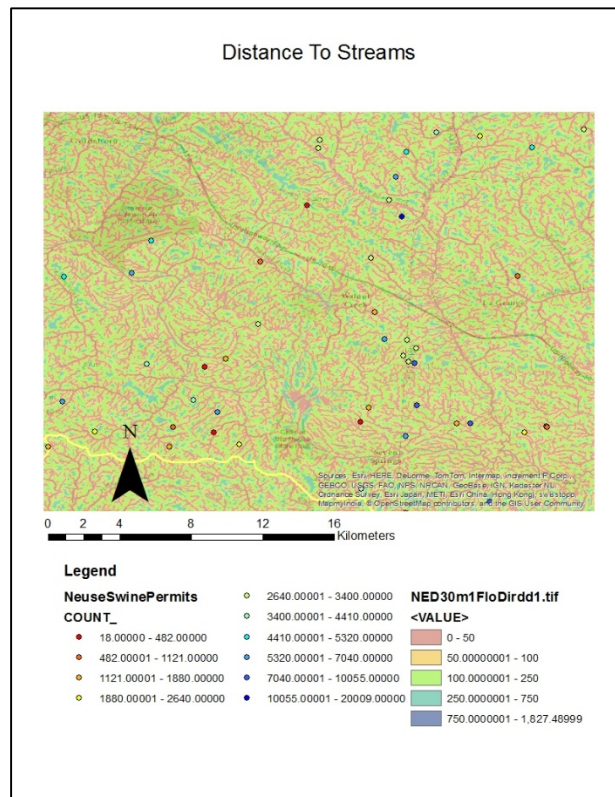 Distance To Streams
Walnut
Creek
La Grange
N
Sources: Esri, HERE, DeLorme, TomTom, Intermap, increment P Corp.,
GEBCO, USGS, FAO, NPS, NRCAN, GeoBase, IGN, Kadaster NL,
Ordnance Survey, Esri Japan, METI, Esri China (Hong Kong), swisstopo,
MapmyIndia, © OpenStreetMap contributors, and the GIS User Community
0 2 4 8 12 16
Kilometers
Legend
NeuseSwinePermits
COUNT_
18.00000 - 482.00000
482.00001 - 1121.00000
1121.00001 - 1880.00000
1880.00001 - 2640.00000
2640.00001 - 3400.00000
3400.00001 - 4410.00000
4410.00001 - 5320.00000
5320.00001 - 7040.00000
7040.00001 - 10055.00000
10055.00001 - 20009.00000
NED30m1FloDirdd1.tif
<VALUE>
0 - 50
50.00000001 - 100
100.0000001 - 250
250.0000001 - 750
750.0000001 - 1,827.48999